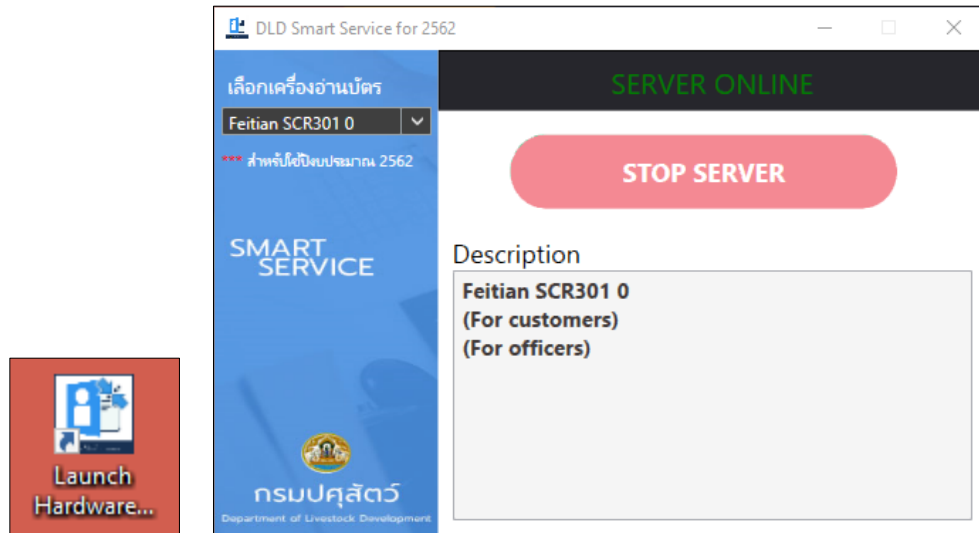 DLD Smart Service for 2562
เลือกเครื่องอ่านบัตร
Feitian SCR301 0
*** สำหรับใช้ปีงบประมาณ 2562
SMART
SERVICE
กรมปศุสัตว์
Department of Livestock Development
SERVER ONLINE
STOP SERVER
Description
Feitian SCR301 0
(For customers)
(For officers)
Launch
Hardware...